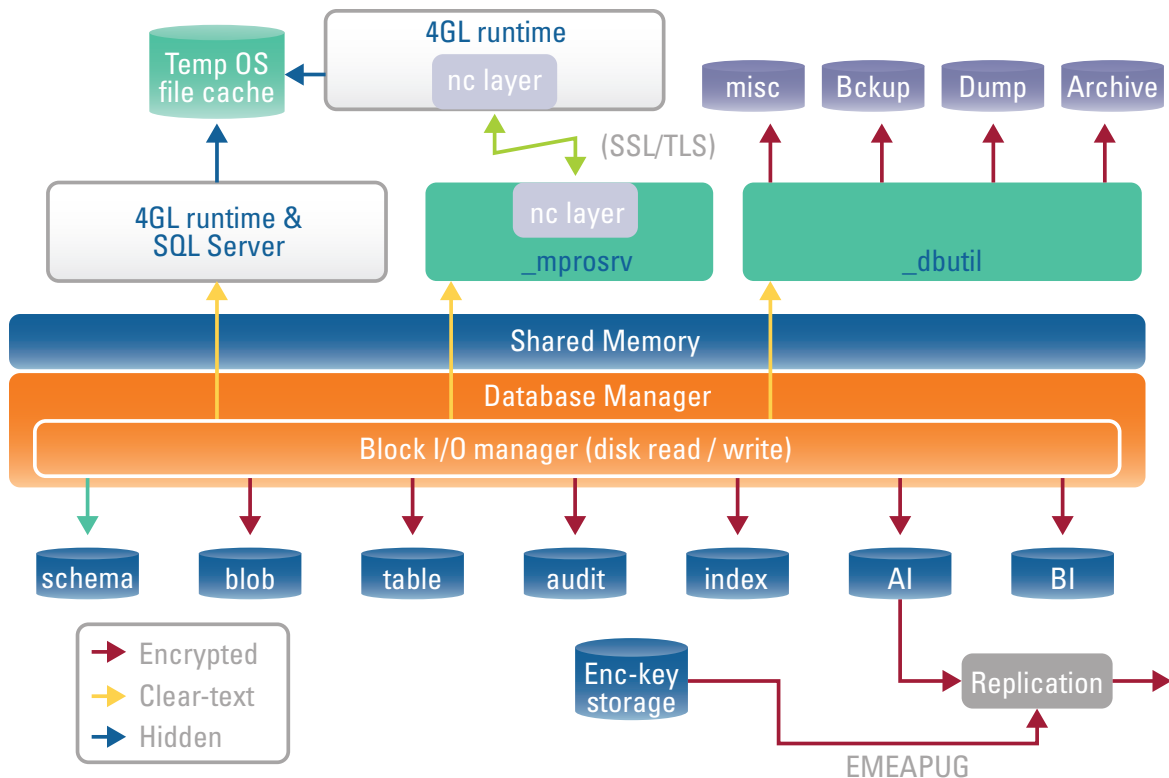 4GL runtime
nc layer
Temp OS
file cache
misc
Bckup
Dump
Archive
(SSL/TLS)
4GL runtime &
SQL Server
nc layer
_mprosrv
_dbutil
Shared Memory
Database Manager
Block I/O manager (disk read / write)
schema
blob
table
audit
index
AI
BI
Encrypted
Clear-text
Hidden
Enc-key
storage
Replication
EMEAPUG